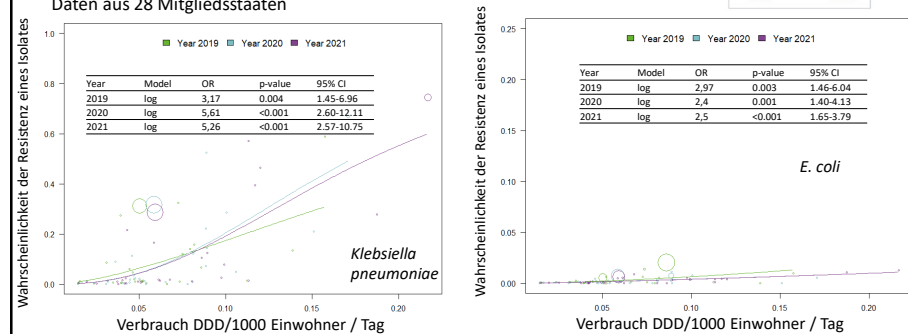 Daten aus 28 Mitgliedsstaaten
Wahrscheinlichkeit der Resistenz eines Isolates
1.0
0.8
0.6
0.4
0.2
0.0
Year 2019 Year 2020 Year 2021
Year Model OR p-value 95% CI
2019 log 3,17 0.004 1.45-6.96
2020 log 5,61 <0.001 2.60-12.11
2021 log 5,26 <0.001 2.57-10.75
Klebsiella
pneumoniae
0.05 0.10 0.15 0.20
Verbrauch DDD/1000 Einwohner / Tag
Wahrscheinlichkeit der Resistenz eines Isolates
0.25
0.20
0.15
0.10
0.05
0.00
Year 2019 Year 2020 Year 2021
Year Model OR p-value 95% CI
2019 log 2,97 0.003 1.46-6.04
2020 log 2,4 0.001 1.40-4.13
2021 log 2,5 <0.001 1.65-3.79
E. coli
0.05 0.10 0.15 0.20
Verbrauch DDD/1000 Einwohner / Tag